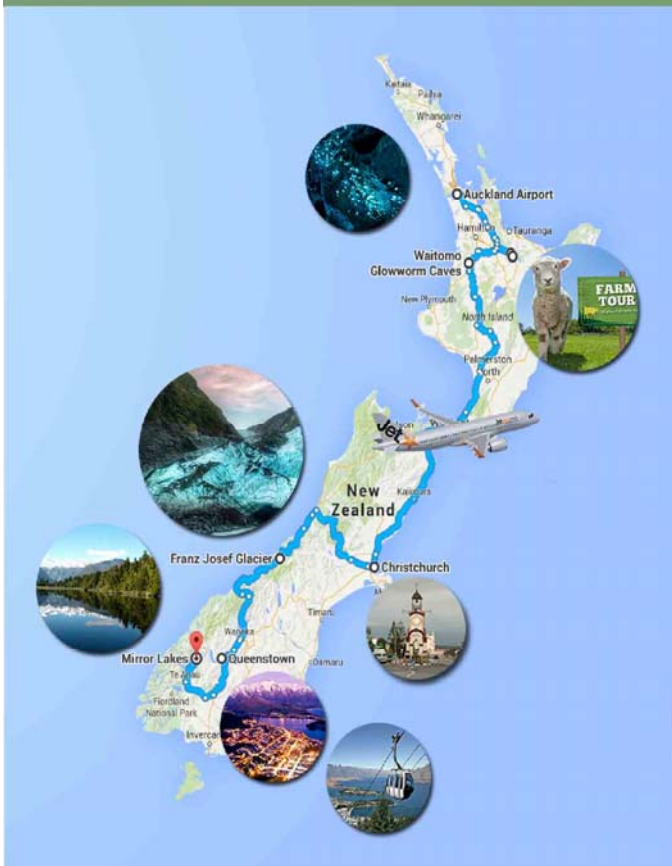 Kaitaia
Paihia
Whangarei
Auckland Airport
Hamilton
Tauranga
Waitomo
Glowworm Caves
FARM
TOUR
New Plymouth
North Island
Palmerston
North
Jet
New
Zealand
Kaikoura
Franz Josef Glacier
Christchurch
Timaru
Wanaka
Mirror Lakes
Queenstown
Oamaru
Te Anau
Fiordland
National Park
Invercar